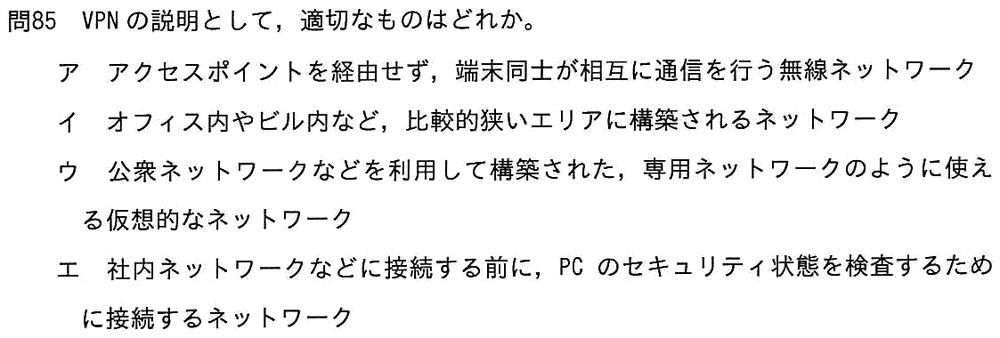 問85 VPNの説明として，適切なものはどれか。
ア アクセスポイントを経由せず，端末同士が相互に通信を行う無線ネットワーク
イ オフィス内やビル内など，比較的狭いエリアに構築されるネットワーク
ウ 公衆ネットワークなどを利用して構築された，専用ネットワークのように使え
る仮想的なネットワーク
エ 社内ネットワークなどに接続する前に，PC のセキュリティ状態を検査するため
に接続するネットワーク